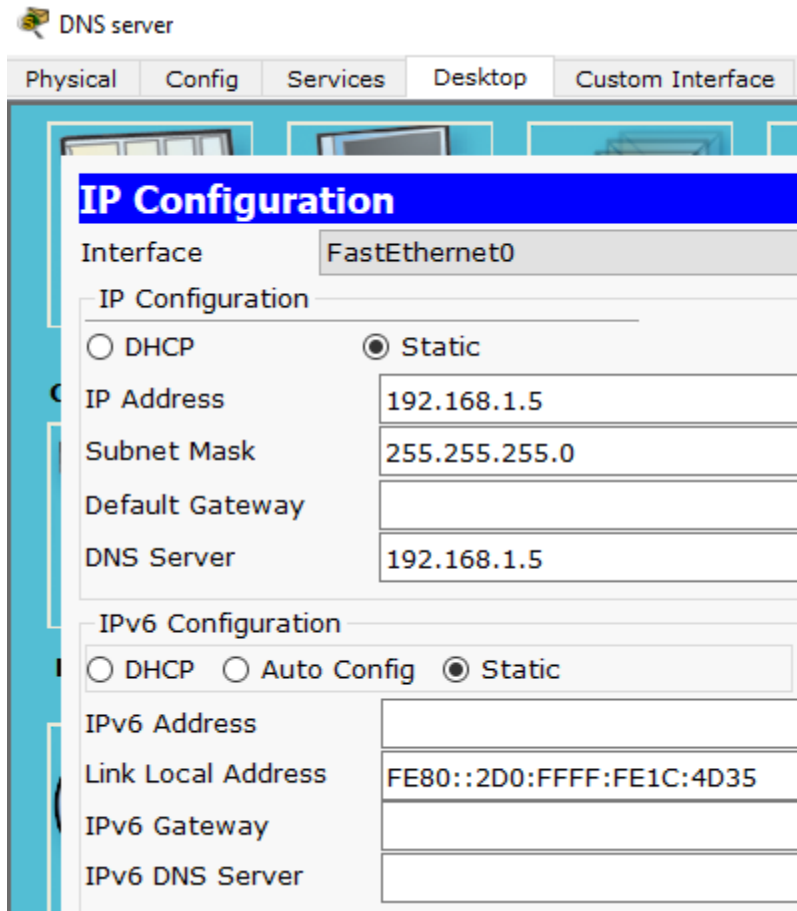 DNS server
Physical Config Services Desktop Custom Interface
IP Configuration
Interface FastEthernet0
IP Configuration
DHCP Static
IP Address 192.168.1.5
Subnet Mask 255.255.255.0
Default Gateway
DNS Server 192.168.1.5
IPv6 Configuration
DHCP Auto Config Static
IPv6 Address
Link Local Address FE80::2D0:FFFF:FE1C:4D35
IPv6 Gateway
IPv6 DNS Server